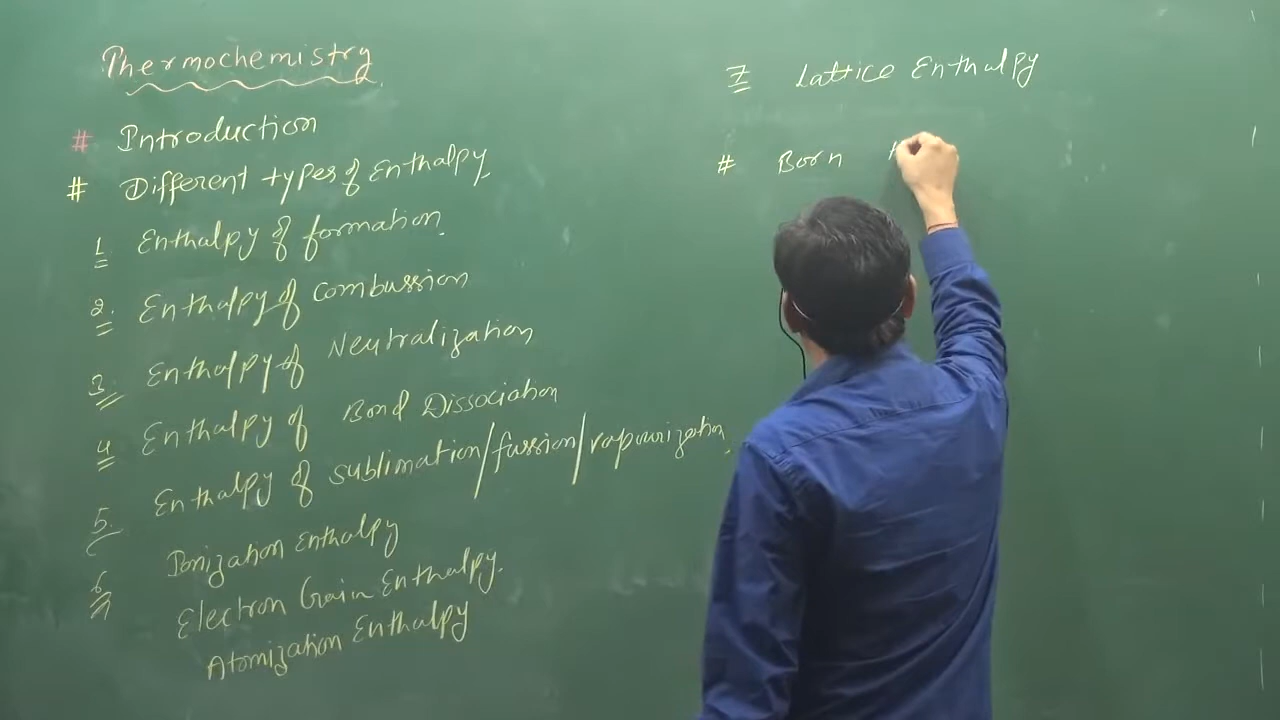 Thermochemistry
# Introduction
# Different types of Enthalpy
1 Enthalpy of formation.
2. Enthalpy of combussion
3. Enthalpy of Neutralization
4 Enthalpy of Bond Dissociation
5. Enthalpy of sublimation/fussion/vapourization.
6 Ionization Enthalpy
Electron Gain Enthalpy.
Atomization Enthalpy
7 Lattice Enthalpy
# Born